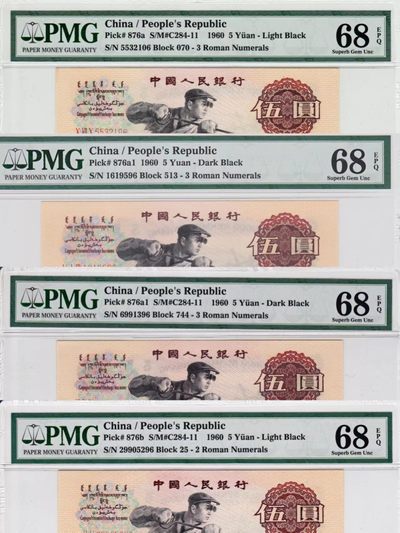 PMG
PAPER MONEY GUARANTY
China / People's Republic
Pick# 876a S/M#C284-11 1960 5 Yüan - Light Black
S/N 5532106 Block 070 - 3 Roman Numerals
68 EPQ
Superb Gem Unc
中國人民銀行
伍圓
5532106
PMG
PAPER MONEY GUARANTY
China / People's Republic
Pick# 876a1 1960 5 Yuan - Dark Black
S/N 1619596 Block 513 - 3 Roman Numerals
68 EPQ
Superb Gem Unc
中國人民銀行
伍圓
PMG
PAPER MONEY GUARANTY
China / People's Republic
Pick# 876a1 S/M#C284-11 1960 5 Yuan - Dark Black
S/N 6991396 Block 744 - 3 Roman Numerals
68 EPQ
Superb Gem Unc
中國人民銀行
伍圓
PMG
PAPER MONEY GUARANTY
China / People's Republic
Pick# 876b S/M#C284-11 1960 5 Yüan - Light Black
S/N 29905296 Block 25 - 2 Roman Numerals
68 EPQ
Superb Gem Unc
中國人民銀行
伍圓